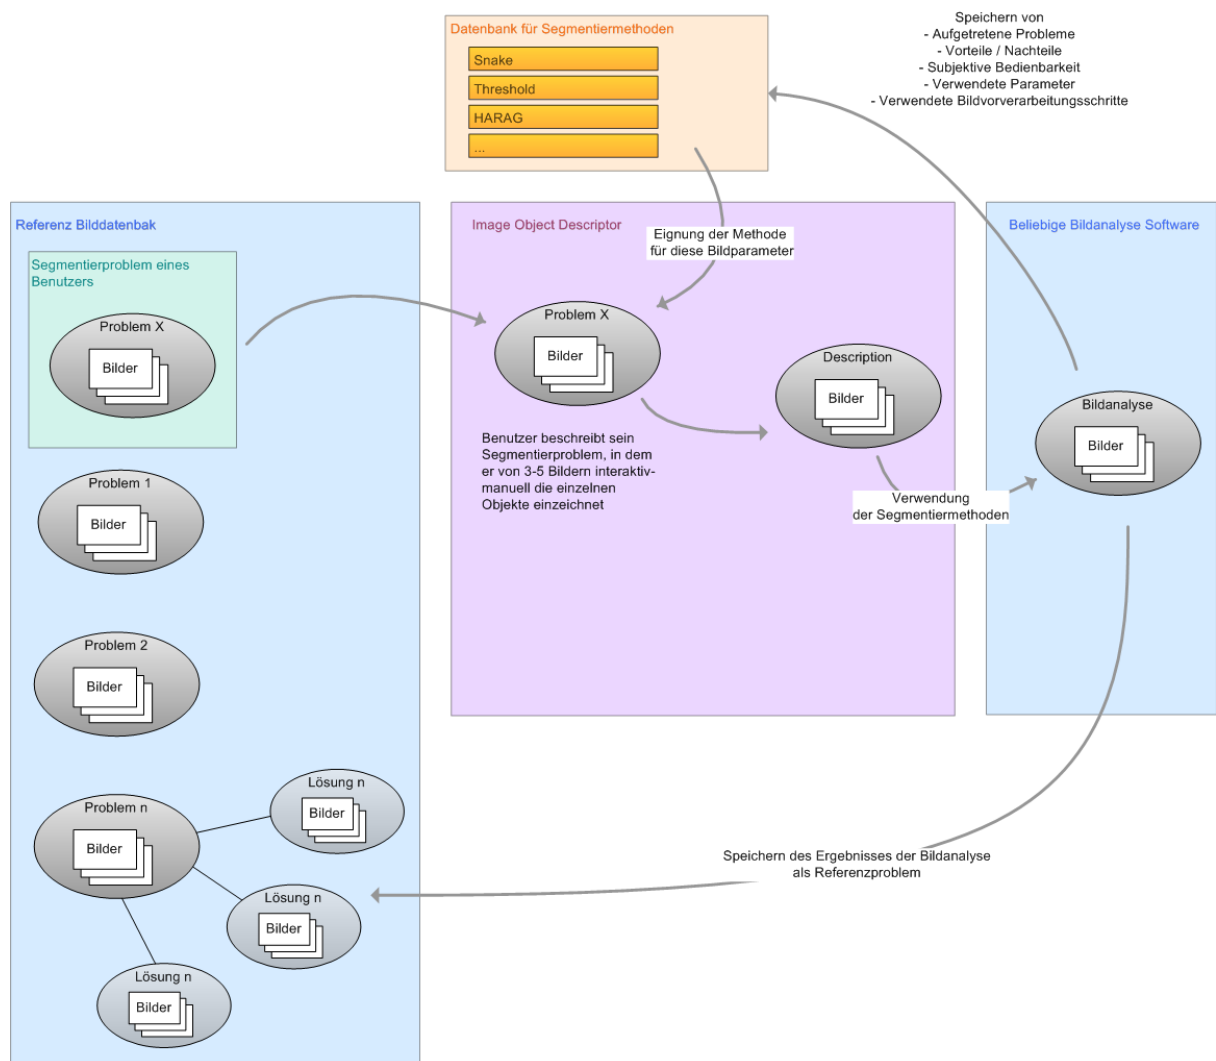 Speichern von
- Aufgetretene Probleme
- Vorteile / Nachteile
- Subjektive Bedienbarkeit
- Verwendete Parameter
- Verwendete Bildvorverarbeitungsschritte
Datenbank für Segmentiermethoden
Snake
Threshold
HARAG
...
Referenz Bilddatenbak
Segmentierproblem eines
Benutzers
Problem X
Bilder
Problem 1
Bilder
Problem 2
Bilder
Problem n
Bilder
Lösung n
Bilder
Lösung n
Bilder
Lösung n
Bilder
Image Object Descriptor
Eignung der Methode
für diese Bildparameter
Problem X
Bilder
Benutzer beschreibt sein
Segmentierproblem, in dem
er von 3-5 Bildern interaktiv-
manuell die einzelnen
Objekte einzeichnet
Description
Bilder
Verwendung
der Segmentiermethoden
Beliebige Bildanalyse Software
Bildanalyse
Bilder
Speichern des Ergebnisses der Bildanalyse
als Referenzproblem